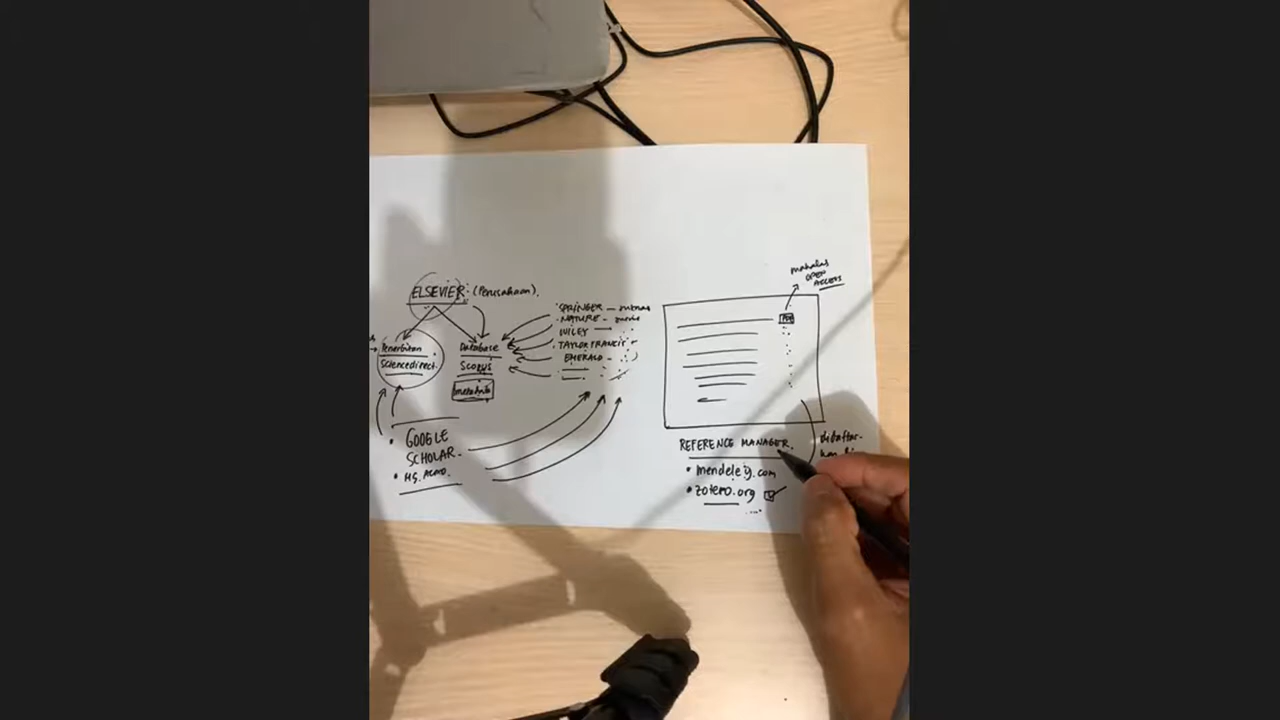 ELSEVIER: (Perusahaan).
Penerbitan
Sciencedirect.
Database
Scopus
metadata
SPRINGER
NATURE
WILEY
TAYLOR FRANCIS
EMERALD
• GOOGLE
SCHOLAR.
• MS. ACAD.
makalah
OPEN
ACCESS
PDF
REFERENCE MANAGER.
• mendeley.com
• zotero.org
didaftar-